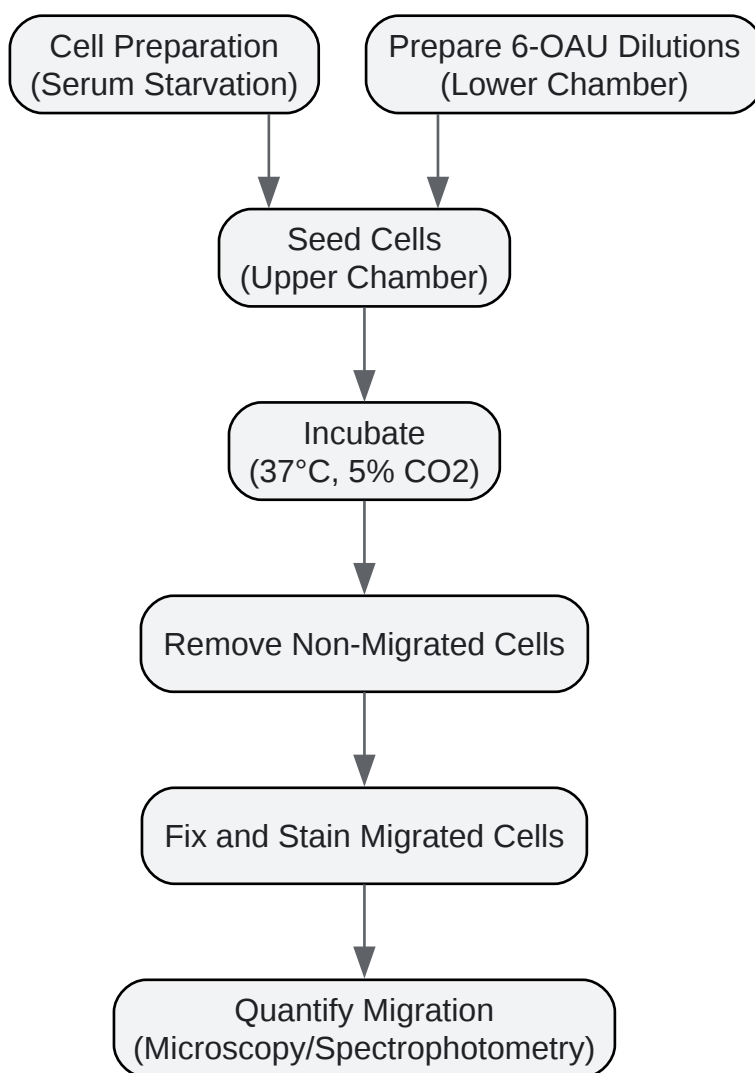 Cell Preparation
(Serum Starvation)
Prepare 6-OAU Dilutions
(Lower Chamber)
Seed Cells
(Upper Chamber)
Incubate
(37°C, 5% CO2)
Remove Non-Migrated Cells
Fix and Stain Migrated Cells
Quantify Migration
(Microscopy/Spectrophotometry)